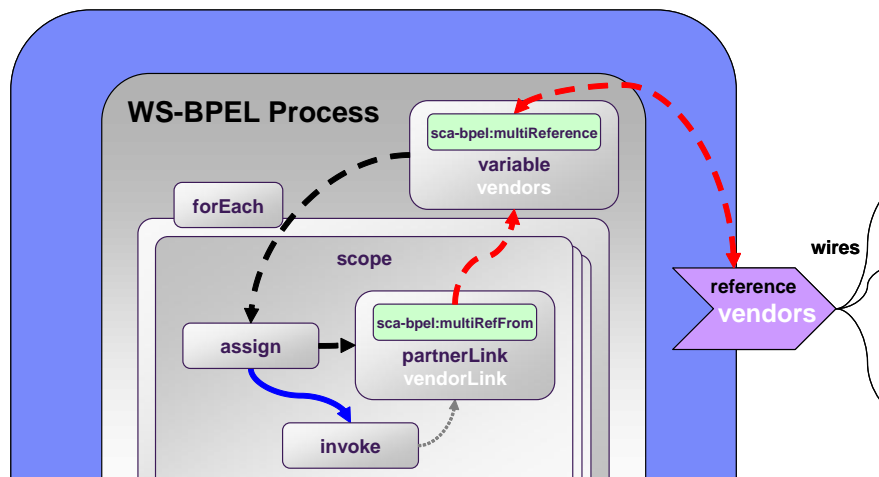 WS-BPEL Process
sca-bpel:multiReference
variable
vendors
forEach
scope
wires
reference
vendors
sca-bpel:multiRefFrom
assign
partnerLink
vendorLink
invoke